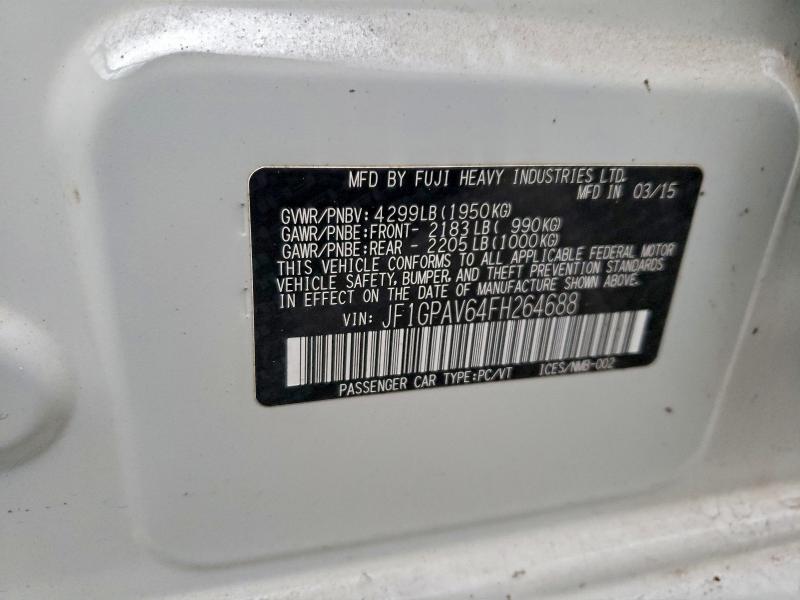 MFD BY FUJI HEAVY INDUSTRIES LTD.
MFD IN 03/15
GVWR/PNBV: 4299LB(1950KG)
GAWR/PNBE:FRONT- 2183LB( 990KG)
GAWR/PNBE:REAR - 2205LB(1000KG)
THIS VEHICLE CONFORMS TO ALL APPLICABLE FEDERAL MOTOR
VEHICLE SAFETY, BUMPER, AND THEFT PREVENTION STANDARDS
IN EFFECT ON THE DATE OF MANUFACTURE SHOWN ABOVE.
VIN: JF1GPAV64FH264688
PASSENGER CAR TYPE:PC/VT ICES/NMB-002